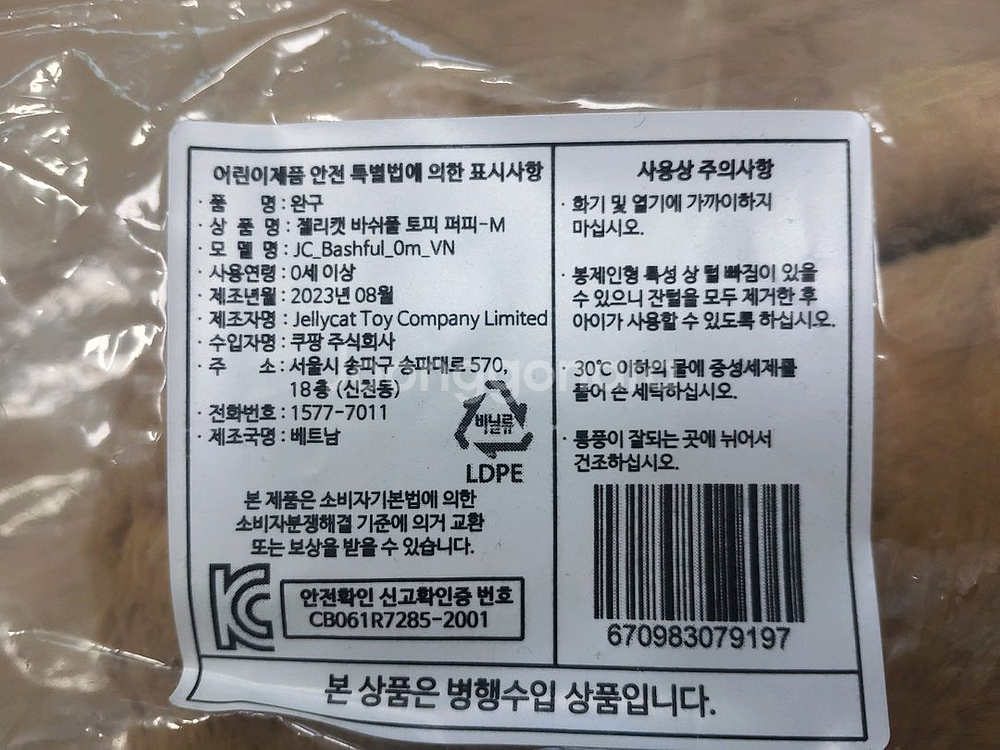 어린이제품 안전 특별법에 의한 표시사항
· 품 명 : 완구
· 상 품 명 : 젤리캣 바쉬풀 토피 퍼피-M
· 모 델 명 : JC_Bashful_0m_VN
· 사용연령 : 0세 이상
· 제조년월 : 2023년 08월
· 제조자명 : Jellycat Toy Company Limited
· 수입자명 : 쿠팡 주식회사
· 주 소 : 서울시 송파구 송파대로 570,
18층 (신천동)
· 전화번호 : 1577-7011
· 제조국명 : 베트남
비닐류
LDPE
본 제품은 소비자기본법에 의한
소비자분쟁해결 기준에 의거 교환
또는 보상을 받을 수 있습니다.
KC
안전확인 신고확인증 번호
CB061R7285-2001
사용상 주의사항
· 화기 및 열기에 가까이하지
마십시오.
· 봉제인형 특성 상 털 빠짐이 있을
수 있으니 잔털을 모두 제거한 후
아이가 사용할 수 있도록 하십시오.
· 30℃ 이하의 물에 중성세제를
풀어 손 세탁하십시오.
· 통풍이 잘되는 곳에 뉘어서
건조하십시오.
670983079197
본 상품은 병행수입 상품입니다.